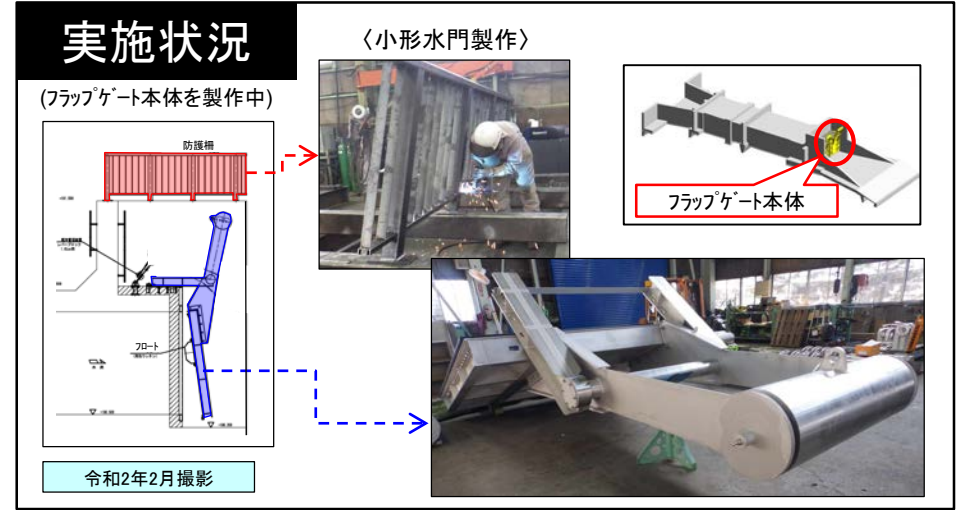 実施状況
〈小形水門製作〉
(フラップゲート本体を製作中)
防護柵
フラップゲート本体
フロート
令和2年2月撮影